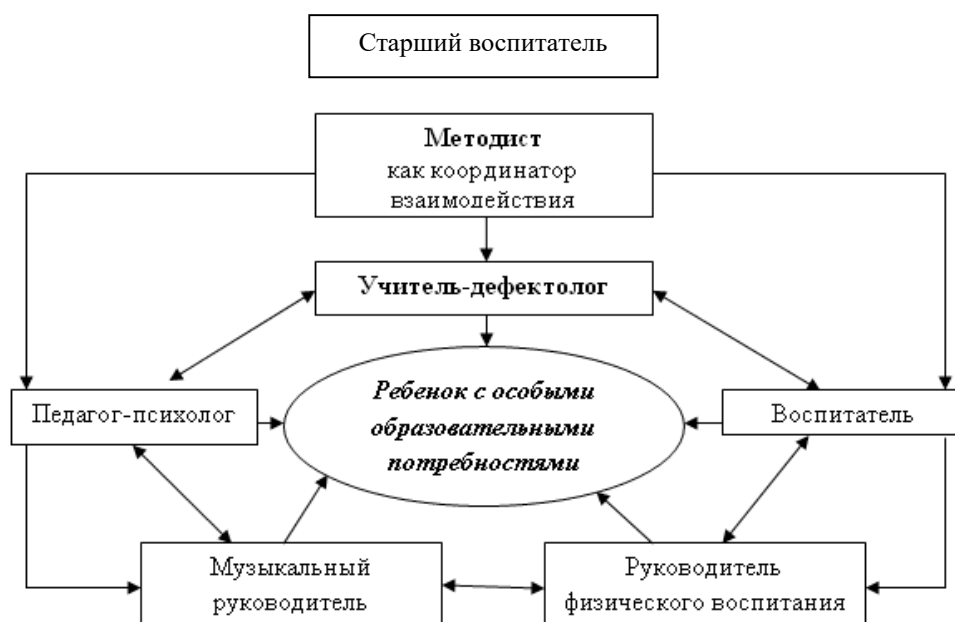 Старший воспитатель
Методист
как координатор
взаимодействия
Учитель-дефектолог
Педагог-психолог
Ребенок с особыми
образовательными
потребностями
Воспитатель
Музыкальный
руководитель
Руководитель
физического воспитания